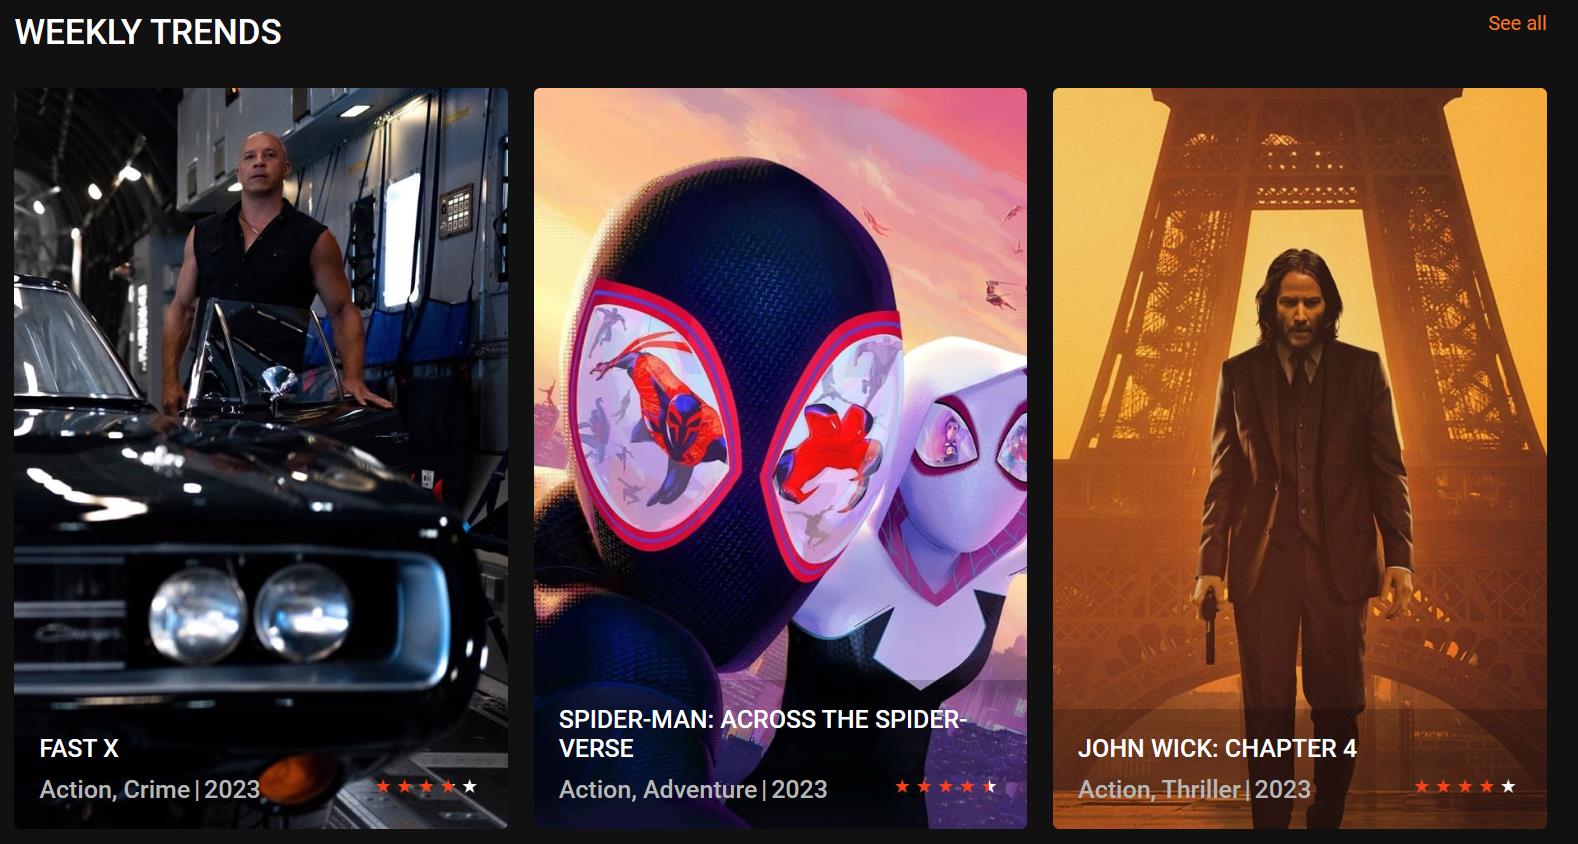 WEEKLY TRENDS
See all
FAST X
Action, Crime | 2023
SPIDER-MAN: ACROSS THE SPIDER-
VERSE
Action, Adventure | 2023
JOHN WICK: CHAPTER 4
Action, Thriller | 2023